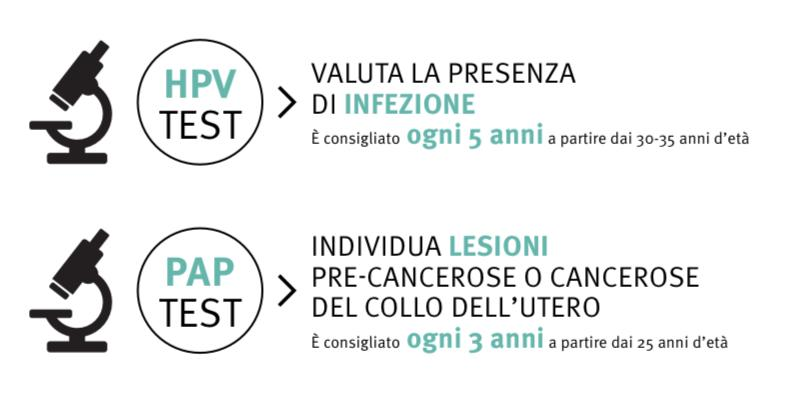 HPV
TEST
VALUTA LA PRESENZA
DI INFEZIONE
È consigliato ogni 5 anni a partire dai 30-35 anni d'età
PAP
TEST
INDIVIDUA LESIONI
PRE-CANCEROSE O CANCEROSE
DEL COLLO DELL'UTERO
È consigliato ogni 3 anni a partire dai 25 anni d'età